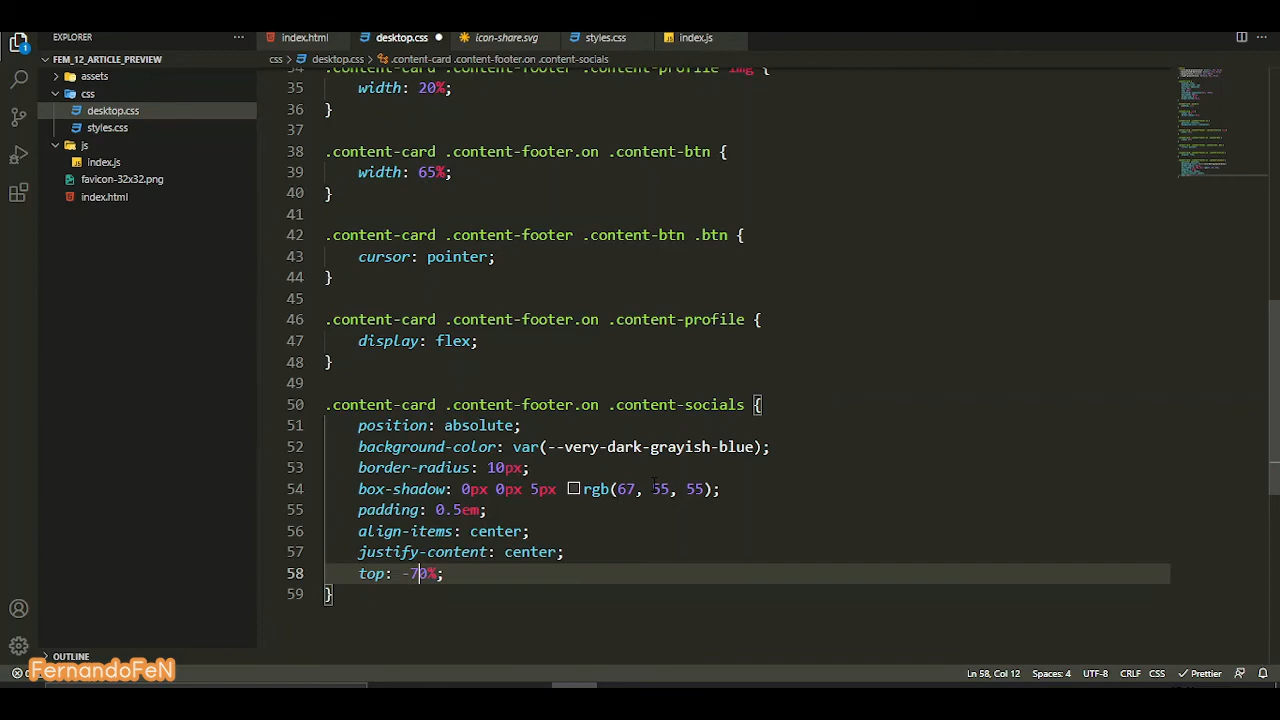 EXPLORER
···
index.html
desktop.css
icon-share.svg
styles.css
index.js
FEM_12_ARTICLE_PREVIEW
css > desktop.css > .content-card .content-footer.on .content-socials
assets
css
desktop.css
styles.css
js
index.js
favicon-32x32.png
index.html
34 .content-card .content-footer .content-profile img {
35 width: 20%;
36 }
37
38 .content-card .content-footer.on .content-btn {
39 width: 65%;
40 }
41
42 .content-card .content-footer .content-btn .btn {
43 cursor: pointer;
44 }
45
46 .content-card .content-footer.on .content-profile {
47 display: flex;
48 }
49
50 .content-card .content-footer.on .content-socials {
51 position: absolute;
52 background-color: var(--very-dark-grayish-blue);
53 border-radius: 10px;
54 box-shadow: 0px 0px 5px rgb(67, 55, 55);
55 padding: 0.5em;
56 align-items: center;
57 justify-content: center;
58 top: -70%;
59 }
OUTLINE
FernandoFeN
Ln 58, Col 12
Spaces: 4
UTF-8
CRLF
CSS
Prettier
1